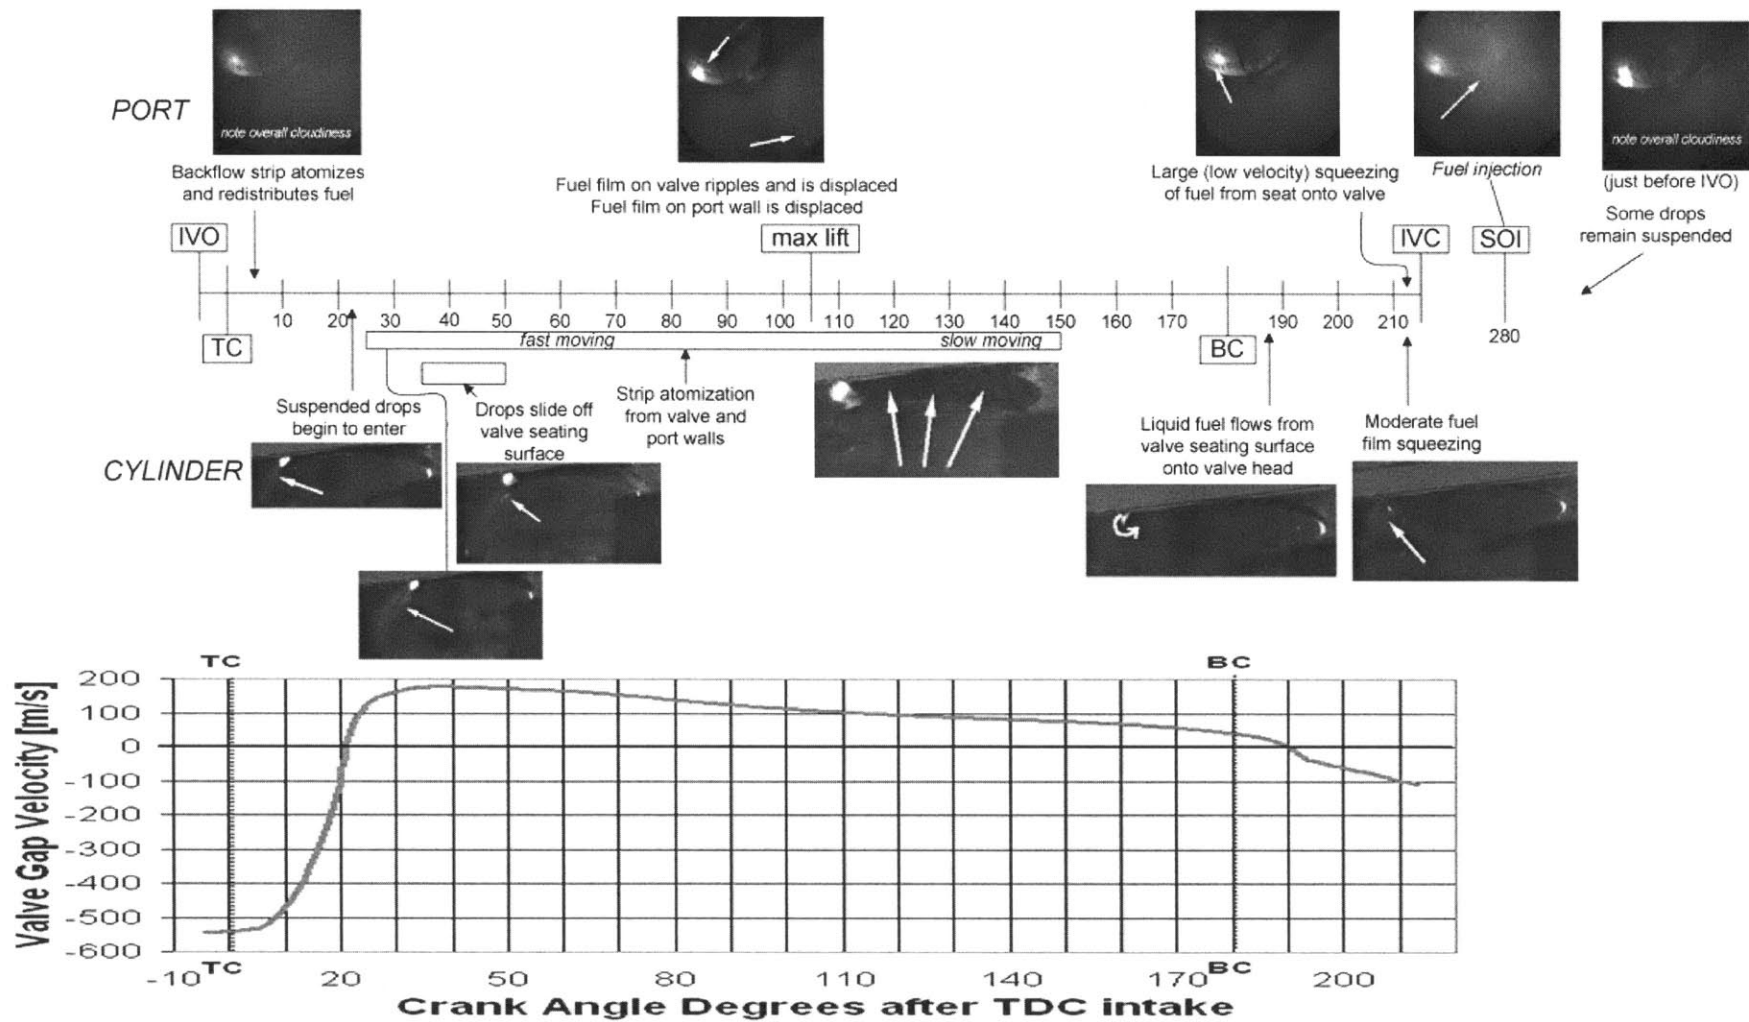 PORT
note overall cloudiness
note overall cloudiness
Backflow strip atomizes
and redistributes fuel
Fuel film on valve ripples and is displaced
Fuel film on port wall is displaced
Large (low velocity) squeezing
of fuel from seat onto valve
Fuel injection
(just before IVO)
Some drops
remain suspended
IVO
max lift
IVC
SOI
10 20 30 40 50 60 70 80 90 100 110 120 130 140 150 160 170 190 200 210 280
TC
fast moving
slow moving
BC
Suspended drops
begin to enter
Drops slide off
valve seating
surface
Strip atomization
from valve and
port walls
Liquid fuel flows from
valve seating surface
onto valve head
Moderate fuel
film squeezing
CYLINDER
TC
BC
Valve Gap Velocity [m/s]
200
100
0
-100
-200
-300
-400
-500
-600
TC
BC
-10 20 50 80 110 140 170 200
Crank Angle Degrees after TDC intake